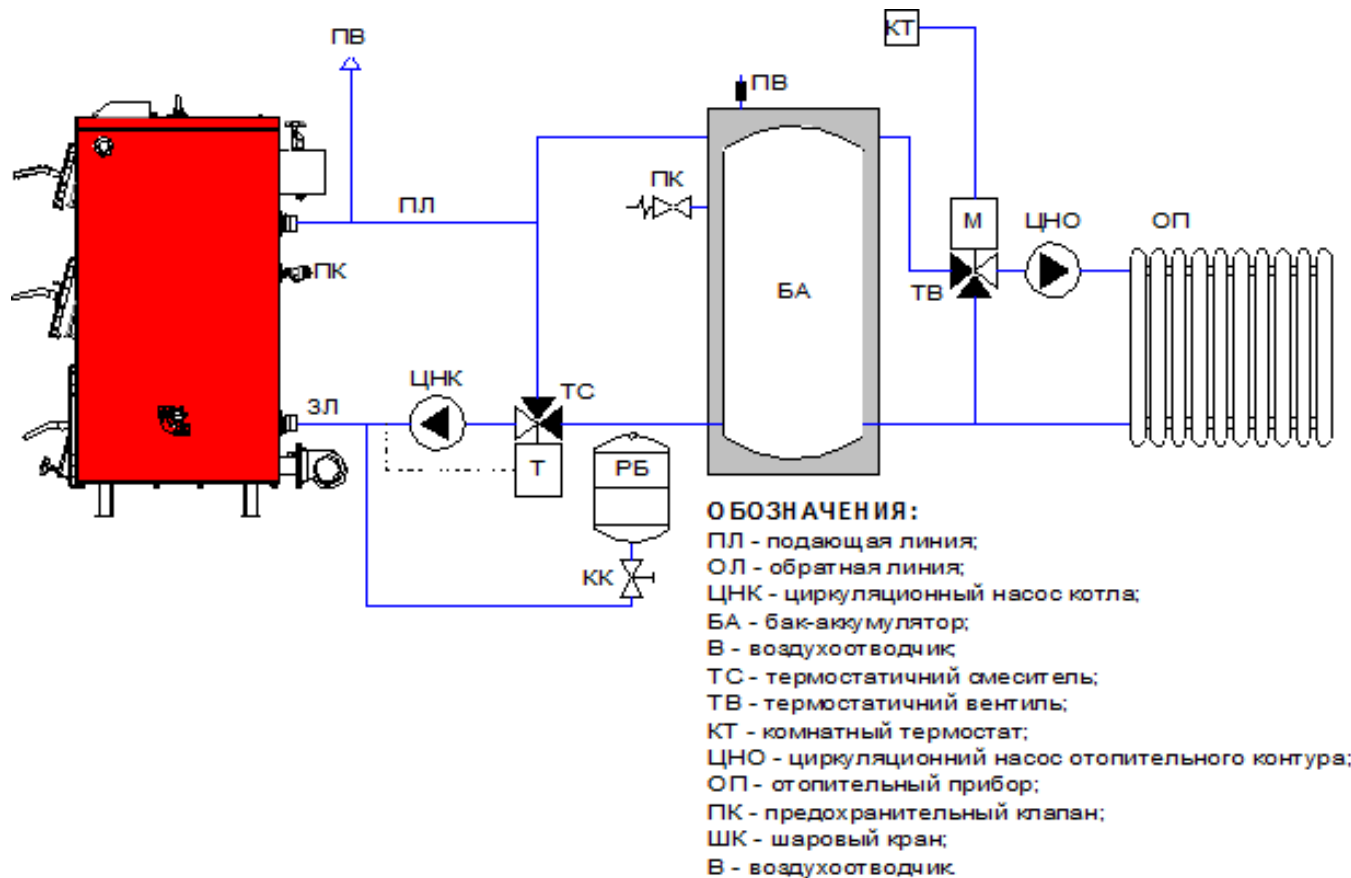 ПВ
КТ
ПВ
ПК
ПЛ
М
ЦНО
ОП
ПК
БА
ТВ
ЦНК
ТС
ЗЛ
Т
РБ
КК
ОБОЗНАЧЕНИЯ:
ПЛ - подающая линия;
ОЛ - обратная линия;
ЦНК - циркуляционный насос котла;
БА - бак-аккумулятор;
В - воздухоотводчик;
ТС - термостатичний смеситель;
ТВ - термостатичний вентиль;
КТ - комнатный термостат;
ЦНО - циркуляционний насос отопительного контура;
ОП - отопительный прибор;
ПК - предохранительный клапан;
ШК - шаровый кран;
В - воздухоотводчик.